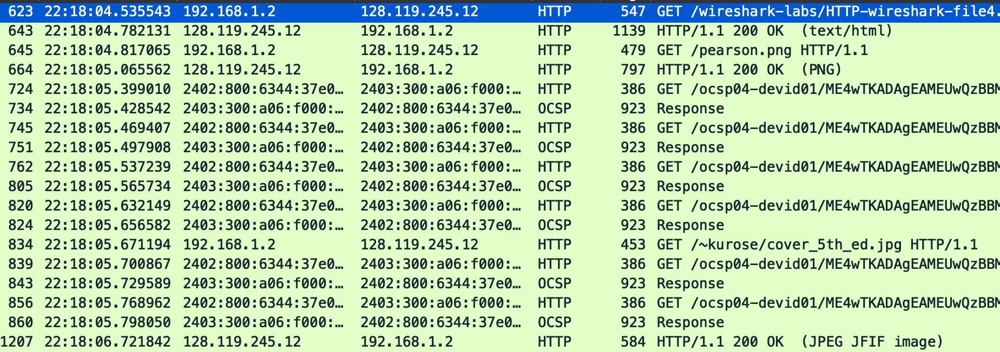 623 22:18:04.535543 192.168.1.2 128.119.245.12 HTTP 547 GET /wireshark-labs/HTTP-wireshark-file4.
643 22:18:04.782131 128.119.245.12 192.168.1.2 HTTP 1139 HTTP/1.1 200 OK (text/html)
645 22:18:04.817065 192.168.1.2 128.119.245.12 HTTP 479 GET /pearson.png HTTP/1.1
664 22:18:05.065562 128.119.245.12 192.168.1.2 HTTP 797 HTTP/1.1 200 OK (PNG)
724 22:18:05.399010 2402:800:6344:37e0… 2403:300:a06:f000:… HTTP 386 GET /ocsp04-devid01/ME4wTKADAgEAMEUwQzBBM
734 22:18:05.428542 2403:300:a06:f000:… 2402:800:6344:37e0… OCSP 923 Response
745 22:18:05.469407 2402:800:6344:37e0… 2403:300:a06:f000:… HTTP 386 GET /ocsp04-devid01/ME4wTKADAgEAMEUwQzBBM
751 22:18:05.497908 2403:300:a06:f000:… 2402:800:6344:37e0… OCSP 923 Response
762 22:18:05.537239 2402:800:6344:37e0… 2403:300:a06:f000:… HTTP 386 GET /ocsp04-devid01/ME4wTKADAgEAMEUwQzBBM
805 22:18:05.565734 2403:300:a06:f000:… 2402:800:6344:37e0… OCSP 923 Response
820 22:18:05.632149 2402:800:6344:37e0… 2403:300:a06:f000:… HTTP 386 GET /ocsp04-devid01/ME4wTKADAgEAMEUwQzBBM
824 22:18:05.656582 2403:300:a06:f000:… 2402:800:6344:37e0… OCSP 923 Response
834 22:18:05.671194 192.168.1.2 128.119.245.12 HTTP 453 GET /~kurose/cover_5th_ed.jpg HTTP/1.1
839 22:18:05.700867 2402:800:6344:37e0… 2403:300:a06:f000:… HTTP 386 GET /ocsp04-devid01/ME4wTKADAgEAMEUwQzBBM
843 22:18:05.729589 2403:300:a06:f000:… 2402:800:6344:37e0… OCSP 923 Response
856 22:18:05.768962 2402:800:6344:37e0… 2403:300:a06:f000:… HTTP 386 GET /ocsp04-devid01/ME4wTKADAgEAMEUwQzBBM
860 22:18:05.798050 2403:300:a06:f000:… 2402:800:6344:37e0… OCSP 923 Response
1207 22:18:06.721842 128.119.245.12 192.168.1.2 HTTP 584 HTTP/1.1 200 OK (JPEG JFIF image)